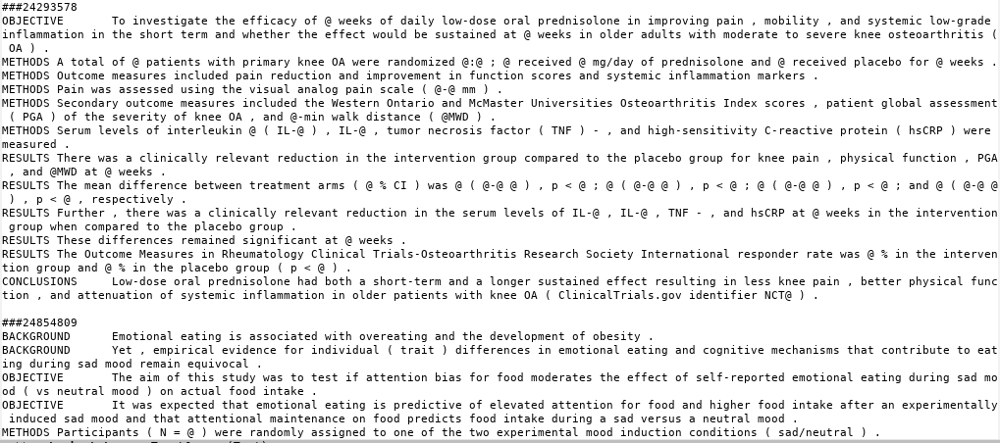 ###24293578
OBJECTIVE	To investigate the efficacy of @ weeks of daily low-dose oral prednisolone in improving pain , mobility , and systemic low-grade
inflammation in the short term and whether the effect would be sustained at @ weeks in older adults with moderate to severe knee osteoarthritis (
 OA ) .
METHODS	A total of @ patients with primary knee OA were randomized @:@ ; @ received @ mg/day of prednisolone and @ received placebo for @ weeks .
METHODS	Outcome measures included pain reduction and improvement in function scores and systemic inflammation markers .
METHODS	Pain was assessed using the visual analog pain scale ( @-@ mm ) .
METHODS	Secondary outcome measures included the Western Ontario and McMaster Universities Osteoarthritis Index scores , patient global assessment
 ( PGA ) of the severity of knee OA , and @-min walk distance ( @MWD ) .
METHODS	Serum levels of interleukin @ ( IL-@ ) , IL-@ , tumor necrosis factor ( TNF ) - , and high-sensitivity C-reactive protein ( hsCRP ) were
measured .
RESULTS	There was a clinically relevant reduction in the intervention group compared to the placebo group for knee pain , physical function , PGA
 , and @MWD at @ weeks .
RESULTS	The mean difference between treatment arms ( @ % CI ) was @ ( @-@ @ ) , p < @ ; @ ( @-@ @ ) , p < @ ; @ ( @-@ @ ) , p < @ ; and @ ( @-@ @
 ) , p < @ , respectively .
RESULTS	Further , there was a clinically relevant reduction in the serum levels of IL-@ , IL-@ , TNF - , and hsCRP at @ weeks in the intervention
 group when compared to the placebo group .
RESULTS	These differences remained significant at @ weeks .
RESULTS	The Outcome Measures in Rheumatology Clinical Trials-Osteoarthritis Research Society International responder rate was @ % in the interven
tion group and @ % in the placebo group ( p < @ ) .
CONCLUSIONS	Low-dose oral prednisolone had both a short-term and a longer sustained effect resulting in less knee pain , better physical func
tion , and attenuation of systemic inflammation in older patients with knee OA ( ClinicalTrials.gov identifier NCT@ ) .

###24854809
BACKGROUND	Emotional eating is associated with overeating and the development of obesity .
BACKGROUND	Yet , empirical evidence for individual ( trait ) differences in emotional eating and cognitive mechanisms that contribute to eat
ing during sad mood remain equivocal .
OBJECTIVE	The aim of this study was to test if attention bias for food moderates the effect of self-reported emotional eating during sad mo
od ( vs neutral mood ) on actual food intake .
OBJECTIVE	It was expected that emotional eating is predictive of elevated attention for food and higher food intake after an experimentally
 induced sad mood and that attentional maintenance on food predicts food intake during a sad versus a neutral mood .
METHODS	Participants ( N = @ ) were randomly assigned to one of the two experimental mood induction conditions ( sad/neutral ) .